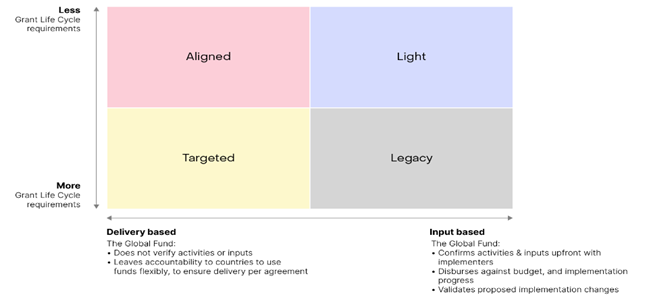 Less
Grant Life Cycle
requirements
Aligned
Light
Targeted
Legacy
More
Grant Life Cycle
requirements
Delivery based
The Global Fund:
• Does not verify activities or inputs
• Leaves accountability to countries to use
funds flexibly, to ensure delivery per agreement
Input based
The Global Fund:
• Confirms activities & inputs upfront with
implementers
• Disburses against budget, and implementation
progress
• Validates proposed implementation changes